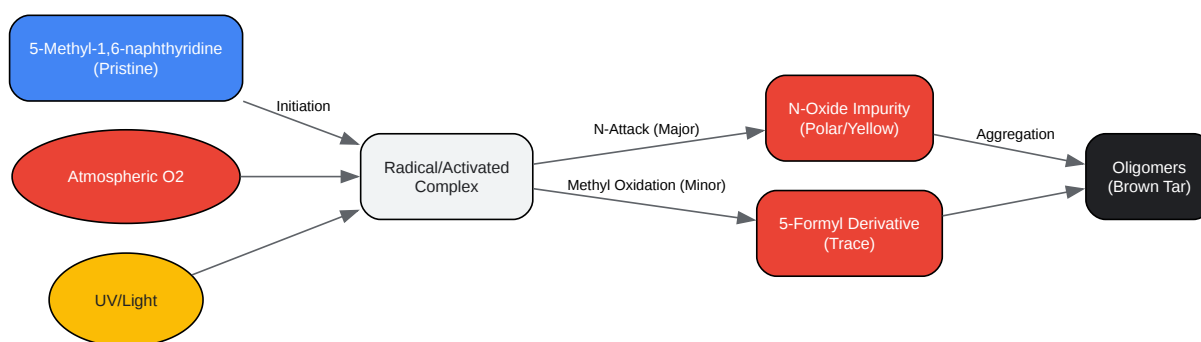 5-Methyl-1,6-naphthyridine
(Pristine)
Initiation
Atmospheric O2
UV/Light
Radical/Activated
Complex
N-Attack (Major)
Methyl Oxidation (Minor)
N-Oxide Impurity
(Polar/Yellow)
5-Formyl Derivative
(Trace)
Aggregation
Oligomers
(Brown Tar)